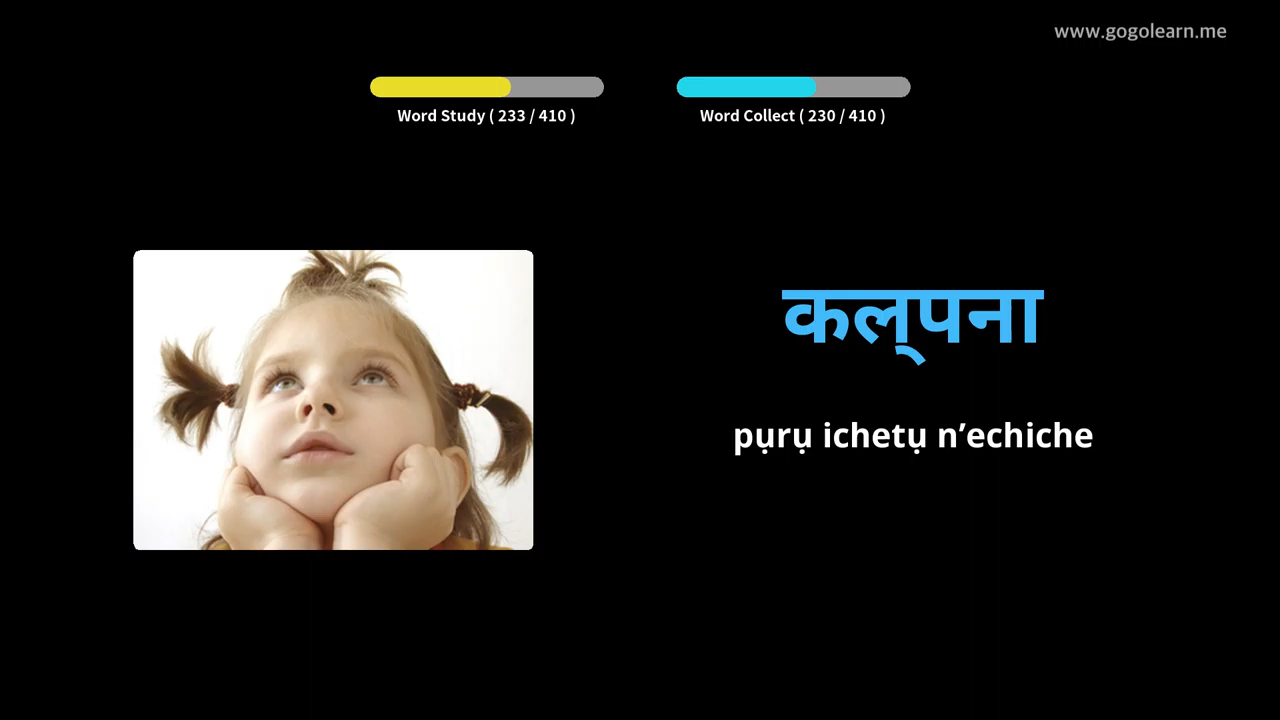 www.gogolearn.me
Word Study ( 233 / 410 )
Word Collect ( 230 / 410 )
कल्‌पना
pụrụ ichetụ n’echiche